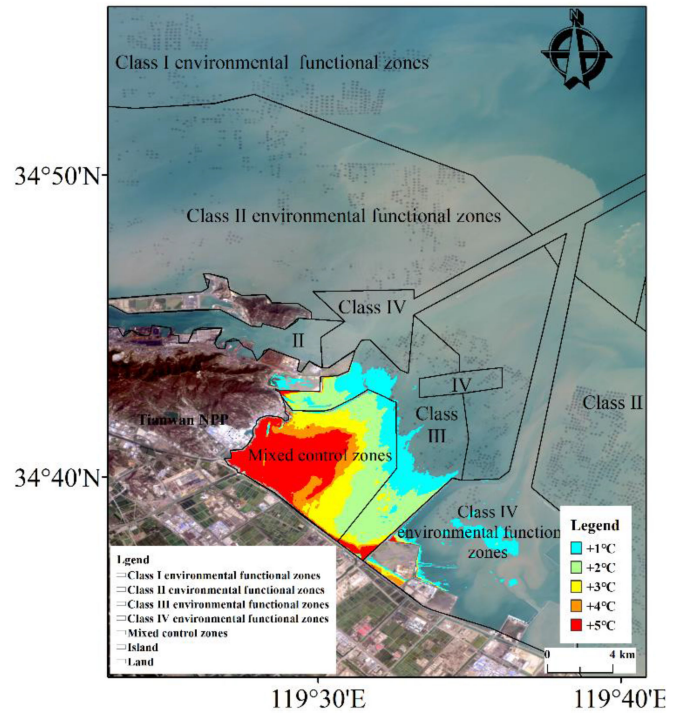 N
Class I environmental functional zones
34°50'N
Class II environmental functional zones
Class IV
II
IV
Class II
Class
III
Tianwan NPP
Mixed control zones
34°40'N
Class IV
environmental function
zones
Legend
+1°C
+2°C
+3°C
+4°C
+5°C
Legend
Class I environmental functional zones
Class II environmental functional zones
Class III environmental functional zones
Class IV environmental functional zones
Mixed control zones
Island
Land
0 4 km
119°30'E
119°40'E